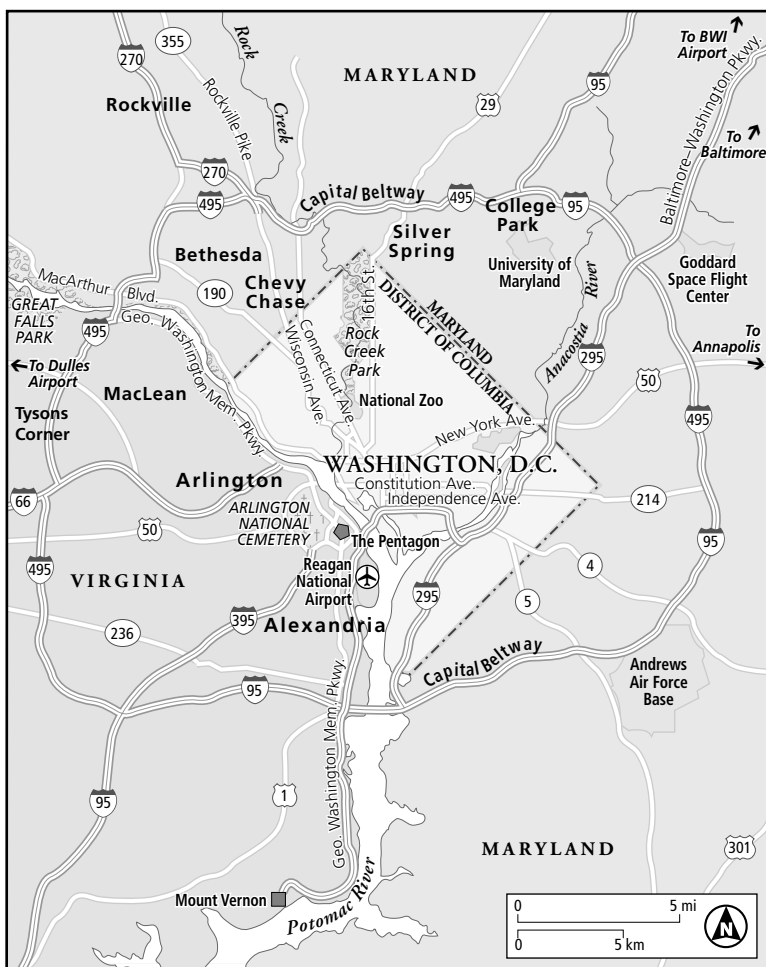 To BWI
Airport
355
Rock
Creek
270
MARYLAND
95
29
Rockville
Rockville Pike
Baltimore–Washington Pkwy.
To
Baltimore
270
495
Capital Beltway
495
College
Park
95
Silver
Spring
Bethesda
University of
Maryland
Goddard
Space Flight
Center
MacArthur Blvd.
Chevy
Chase
16th St.
190
MARYLAND
DISTRICT OF COLUMBIA
Anacostia River
GREAT
FALLS
PARK
Geo. Washington Mem. Pkwy.
495
Connecticut Ave.
Wisconsin Ave.
Rock
Creek
Park
295
To
Annapolis
To Dulles
Airport
50
MacLean
National Zoo
Tysons
Corner
New York Ave.
495
WASHINGTON, D.C.
Arlington
Constitution Ave.
Independence Ave.
66
214
ARLINGTON
NATIONAL
CEMETERY
50
The Pentagon
95
495
VIRGINIA
Reagan
National
Airport
4
295
5
395
Alexandria
236
Capital Beltway
Andrews
Air Force
Base
95
Geo. Washington Mem. Pkwy.
95
1
301
MARYLAND
Mount Vernon
Potomac River
0 5 mi
0 5 km
N